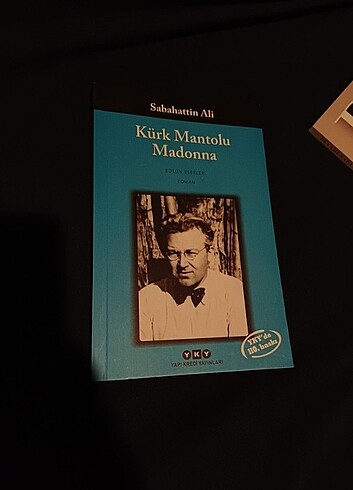 Sabahattin Ali
Kürk Mantolu
Madonna
BÜTÜN ESERLERİ
ROMAN
YKY'de
110. baskı
YKY
YAPI KREDİ YAYINLARI